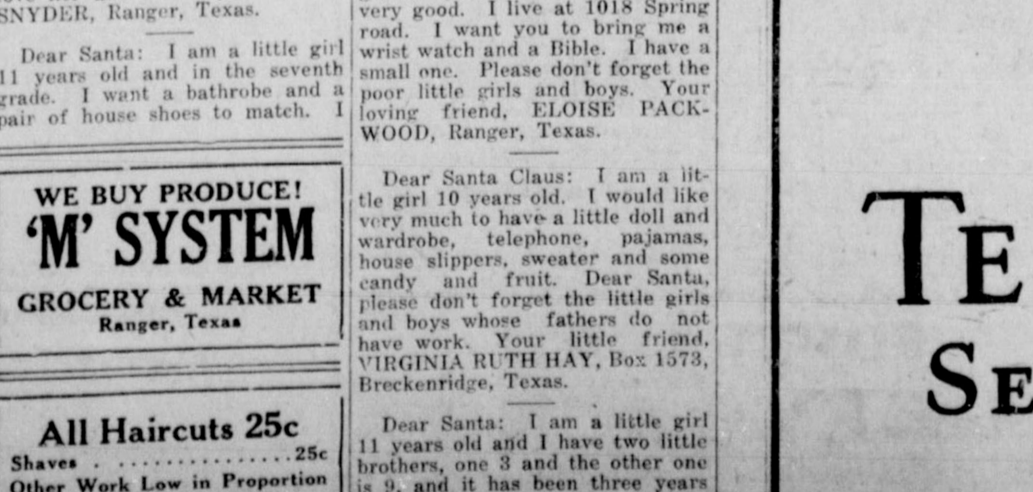 SNYDER, Ranger, Texas.
Dear Santa: I am a little girl
11 years old and in the seventh
grade. I want a bathrobe and a
pair of house shoes to match. I
WE BUY PRODUCE!
'M' SYSTEM
GROCERY & MARKET
Ranger, Texas
All Haircuts 25c
Shaves . . . . . . . . . . . . . . . . 25c
Other Work Low in Proportion
very good. I live at 1018 Spring
road. I want you to bring me a
wrist watch and a Bible. I have a
small one. Please don't forget the
poor little girls and boys. Your
loving friend, ELOISE PACK-
WOOD, Ranger, Texas.
Dear Santa Claus: I am a lit-
tle girl 10 years old. I would like
very much to have a little doll and
wardrobe, telephone, pajamas,
house slippers, sweater and some
candy and fruit. Dear Santa,
please don't forget the little girls
and boys whose fathers do not
have work. Your little friend,
VIRGINIA RUTH HAY, Box 1573,
Breckenridge, Texas.
Dear Santa: I am a little girl
11 years old and I have two little
brothers, one 3 and the other one
is 9, and it has been three years
TE
SE